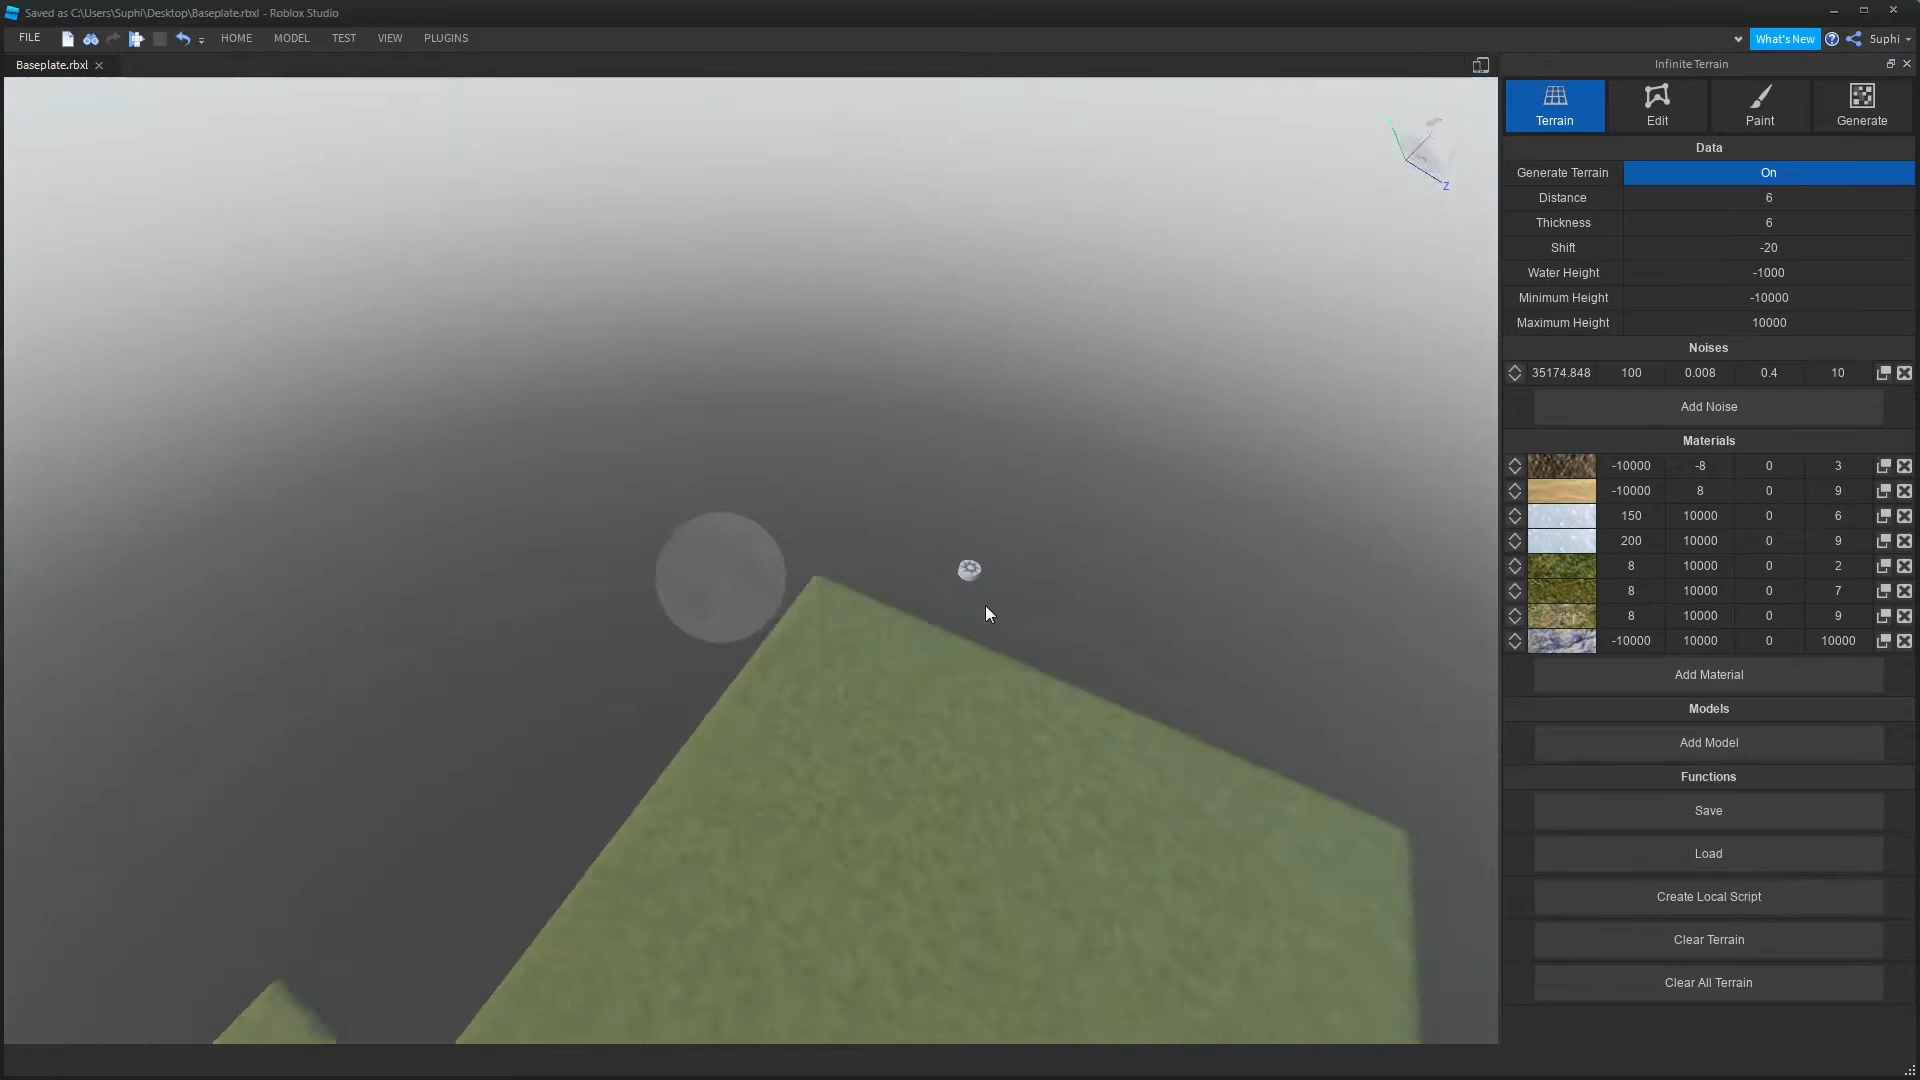 Saved as C:\Users\Suphi\Desktop\Baseplate.rbxl - Roblox Studio
FILE HOME MODEL TEST VIEW PLUGINS What's New 5uphi
Baseplate.rbxl
Infinite Terrain
Terrain Edit Paint Generate
Data
Generate Terrain On
Distance 6
Thickness 6
Shift -20
Water Height -1000
Minimum Height -10000
Maximum Height 10000
Noises
35174.848 100 0.008 0.4 10
Add Noise
Materials
-10000 -8 0 3
-10000 8 0 9
150 10000 0 6
200 10000 0 9
8 10000 0 2
8 10000 0 7
8 10000 0 9
-10000 10000 0 10000
Add Material
Models
Add Model
Functions
Save
Load
Create Local Script
Clear Terrain
Clear All Terrain
Z